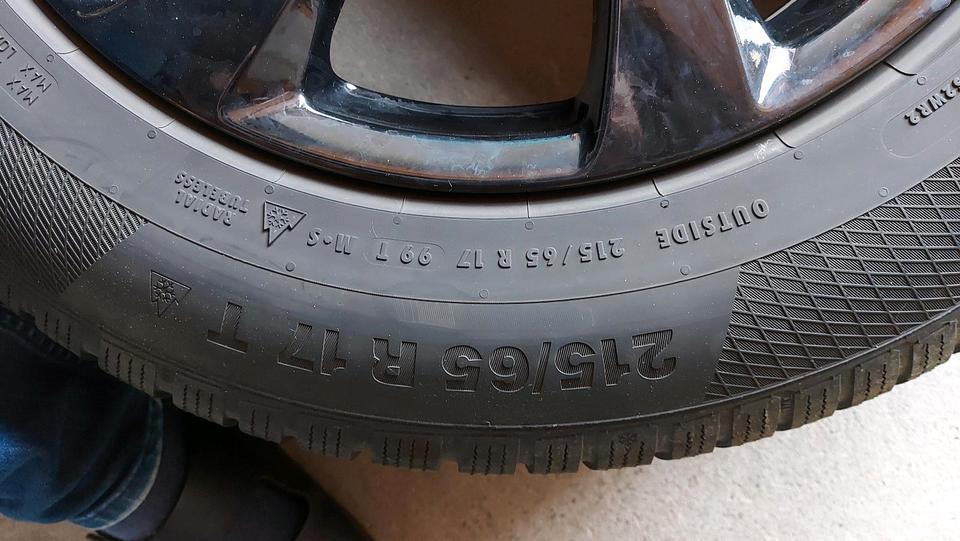 215/65 R 17 T
OUTSIDE 215/65 R 17 99 T M+S
RADIAL
TUBELESS